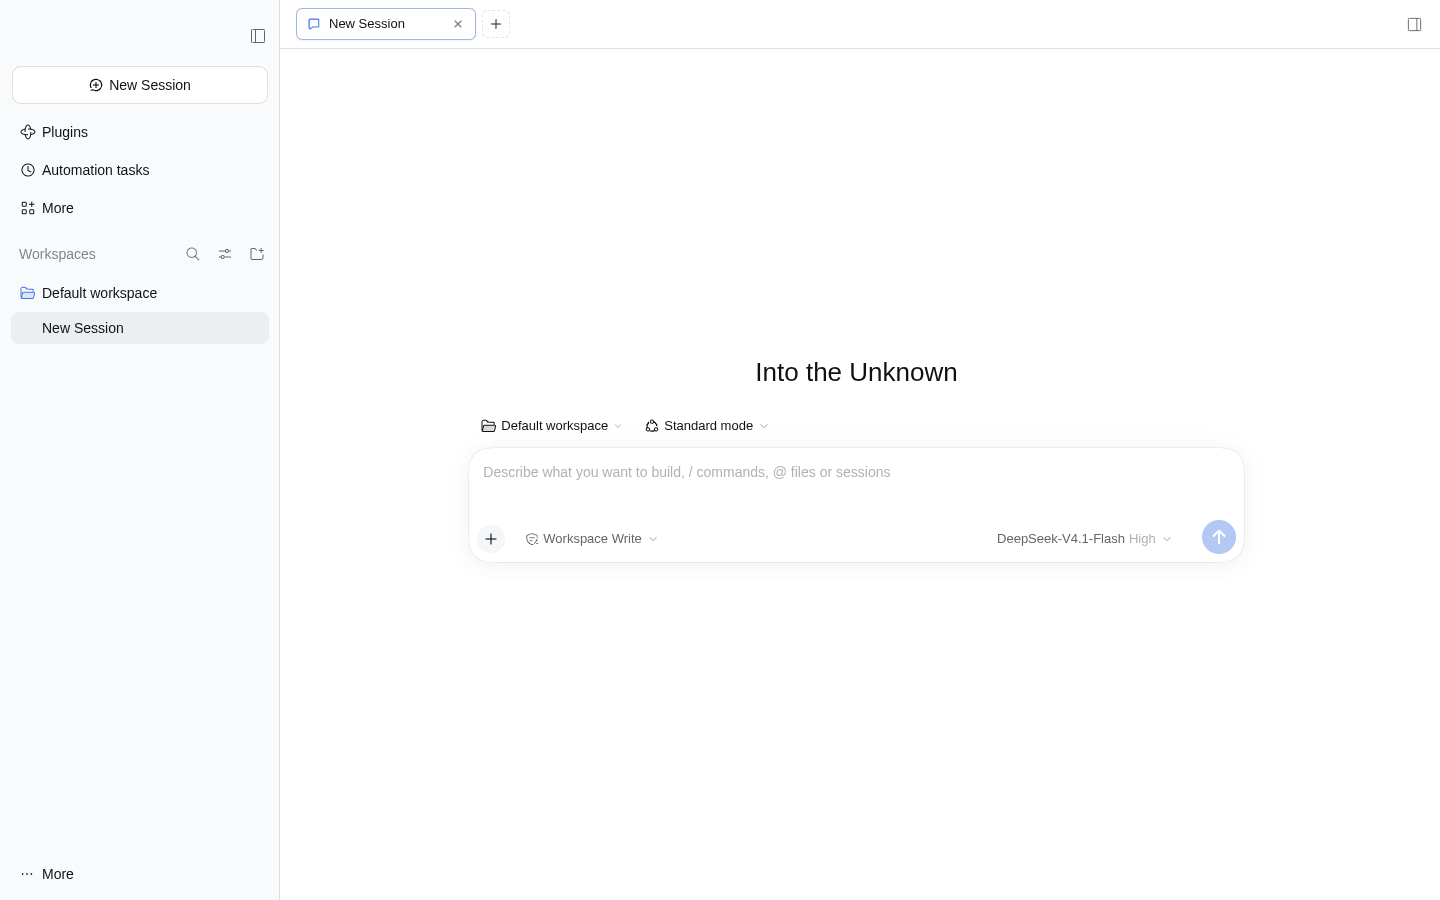 New Session
Plugins
Automation tasks
More
Workspaces
Default workspace
New Session
More
New Session
Into the Unknown
Default workspace
Standard mode
Describe what you want to build, / commands, @ files or sessions
Workspace Write
DeepSeek-V4.1-Flash High